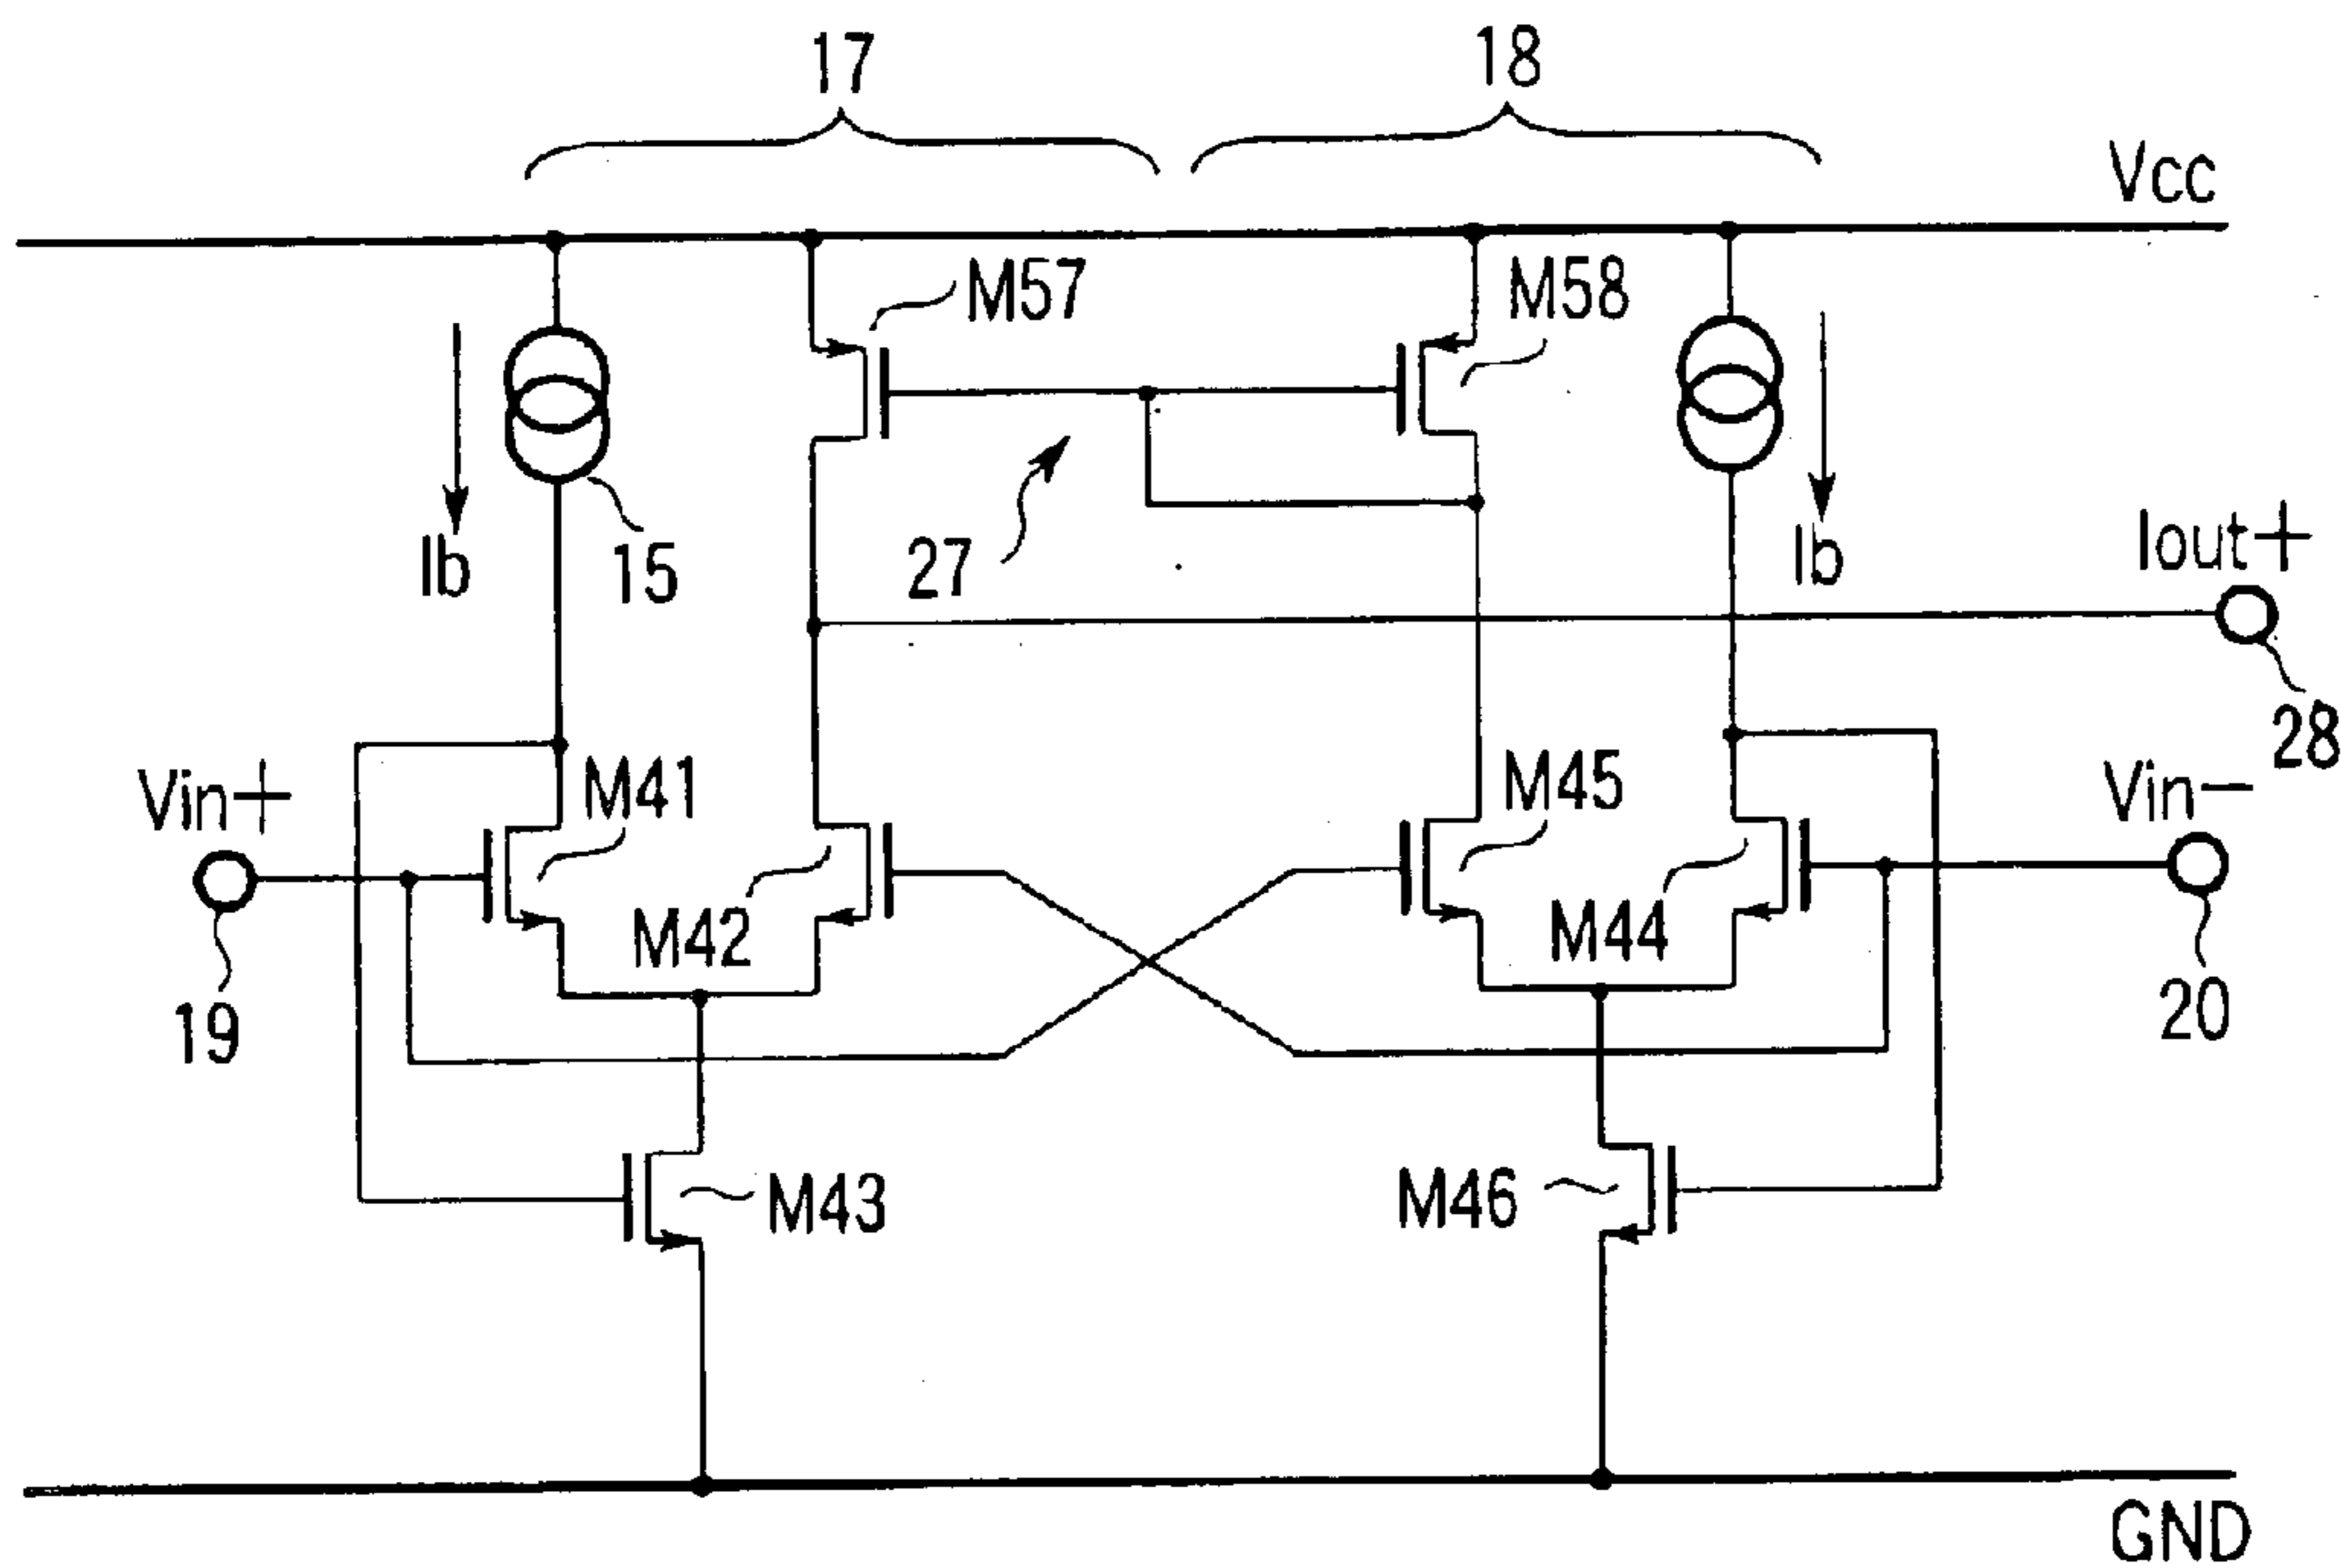 17
18
Vcc
M57
M58
Ib
15
27
Ib
Iout+
28
Vin+
M41
M42
M45
M44
Vin−
19
20
M43
M46
GND